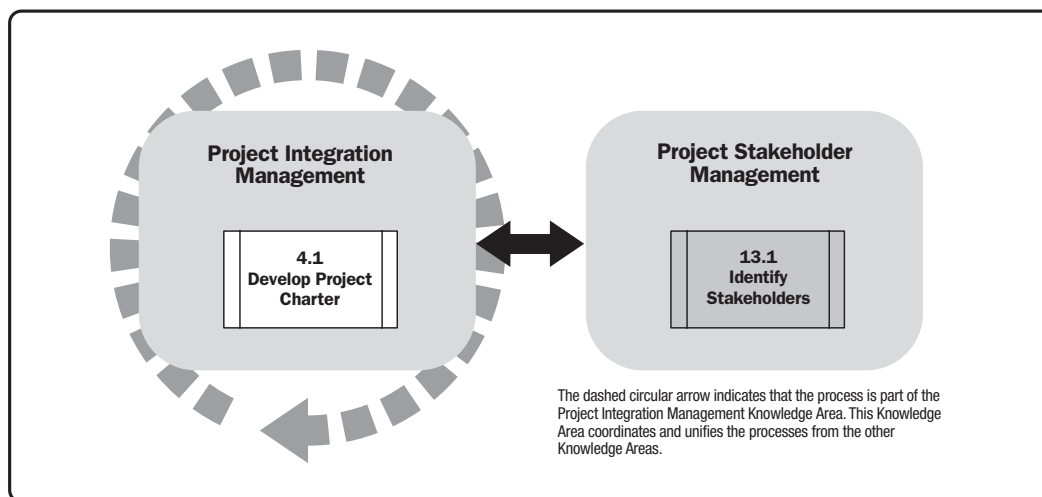 Project Integration
Management
4.1
Develop Project
Charter
Project Stakeholder
Management
13.1
Identify
Stakeholders
The dashed circular arrow indicates that the process is part of the
Project Integration Management Knowledge Area. This Knowledge
Area coordinates and unifies the processes from the other
Knowledge Areas.